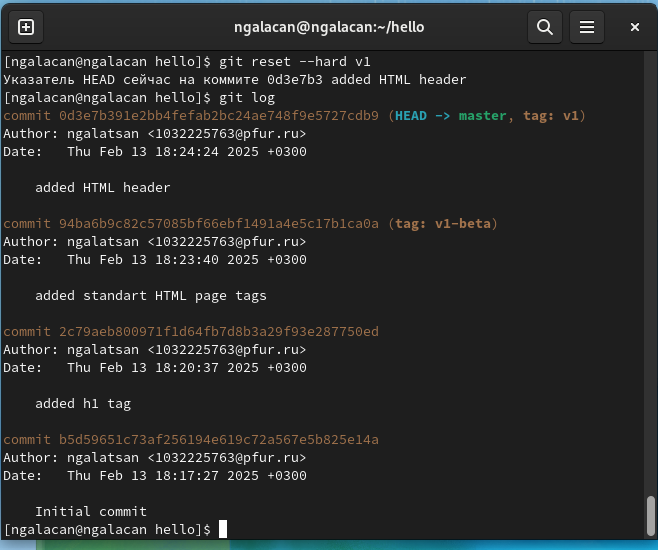 ngalacan@ngalacan:~/hello
[ngalacan@ngalacan hello]$ git reset --hard v1
Указатель HEAD сейчас на коммите 0d3e7b3 added HTML header
[ngalacan@ngalacan hello]$ git log
commit 0d3e7b391e2bb4fefab2bc24ae748f9e5727cdb9 (HEAD -> master, tag: v1)
Author: ngalatsan <1032225763@pfur.ru>
Date:   Thu Feb 13 18:24:24 2025 +0300
    added HTML header
commit 94ba6b9c82c57085bf66ebf1491a4e5c17b1ca0a (tag: v1-beta)
Author: ngalatsan <1032225763@pfur.ru>
Date:   Thu Feb 13 18:23:40 2025 +0300
    added standart HTML page tags
commit 2c79aeb800971f1d64fb7d8b3a29f93e287750ed
Author: ngalatsan <1032225763@pfur.ru>
Date:   Thu Feb 13 18:20:37 2025 +0300
    added h1 tag
commit b5d59651c73af256194e619c72a567e5b825e14a
Author: ngalatsan <1032225763@pfur.ru>
Date:   Thu Feb 13 18:17:27 2025 +0300
    Initial commit
[ngalacan@ngalacan hello]$